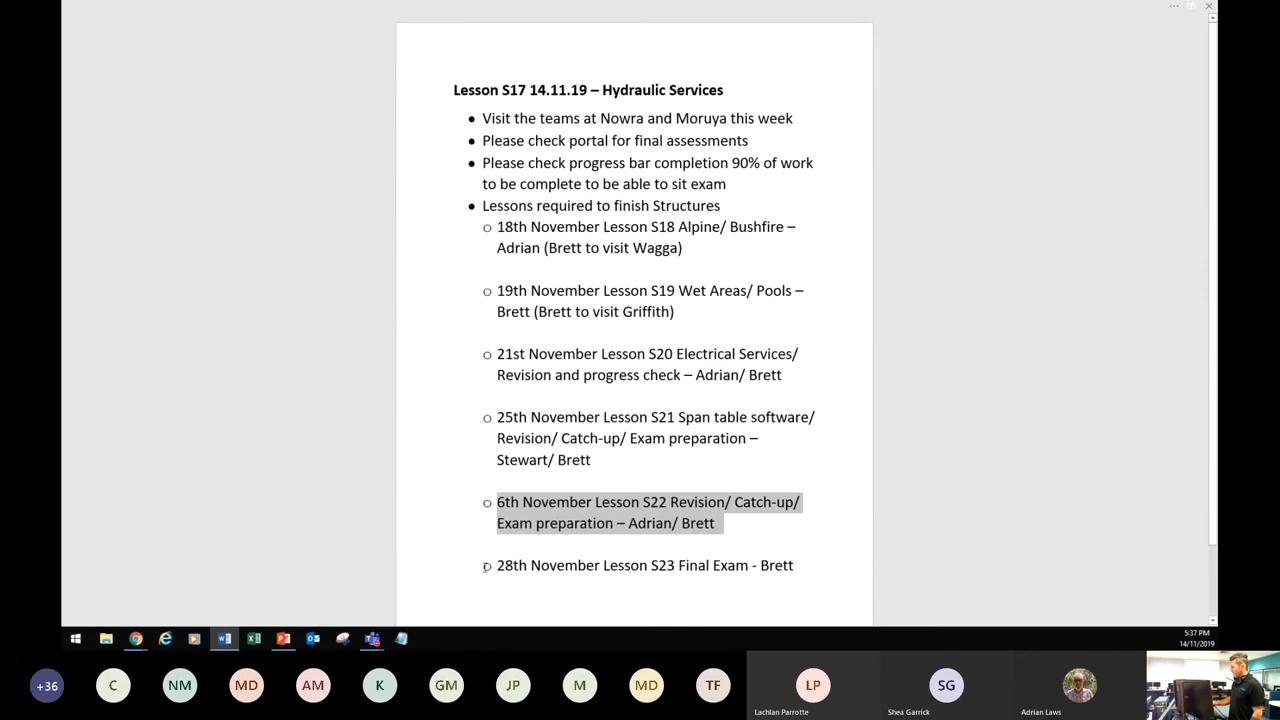 Lesson S17 14.11.19 – Hydraulic Services
● Visit the teams at Nowra and Moruya this week
● Please check portal for final assessments
● Please check progress bar completion 90% of work
to be complete to be able to sit exam
● Lessons required to finish Structures
○ 18th November Lesson S18 Alpine/ Bushfire –
Adrian (Brett to visit Wagga)
○ 19th November Lesson S19 Wet Areas/ Pools –
Brett (Brett to visit Griffith)
○ 21st November Lesson S20 Electrical Services/
Revision and progress check – Adrian/ Brett
○ 25th November Lesson S21 Span table software/
Revision/ Catch-up/ Exam preparation –
Stewart/ Brett
○ 6th November Lesson S22 Revision/ Catch-up/
Exam preparation – Adrian/ Brett
○ 28th November Lesson S23 Final Exam - Brett
5:37 PM
14/11/2019
+36 C NM MD AM K GM JP M MD TF LP SG
Lachlan Parrotte Shea Garrick Adrian Laws